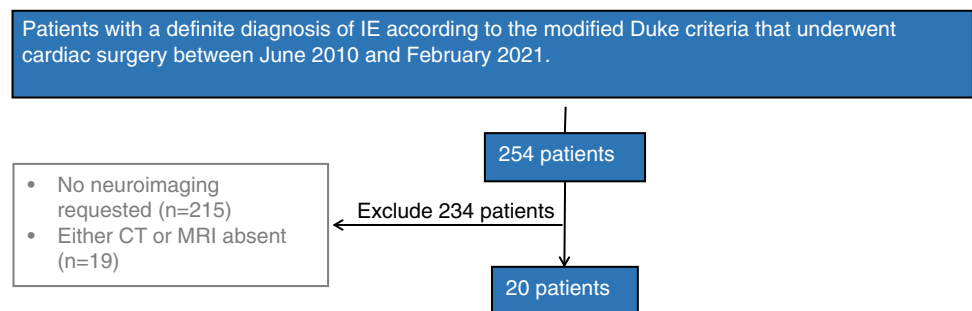 Patients with a definite diagnosis of IE according to the modified Duke criteria that underwent
cardiac surgery between June 2010 and February 2021.
254 patients
• No neuroimaging
requested (n=215)
• Either CT or MRI absent
(n=19)
Exclude 234 patients
20 patients